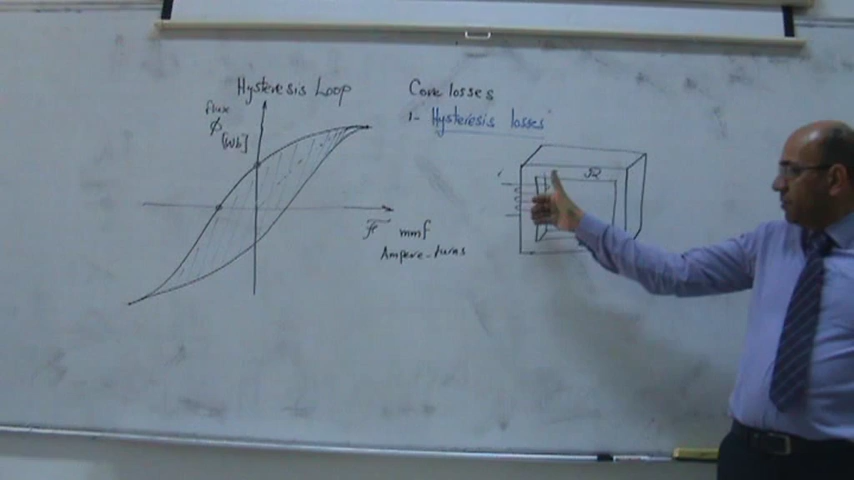 Hysteresis Loop
flux
Φ
[Wb]
ℱ mmf
Ampere-turns
Core losses
1- Hysteresis losses
i